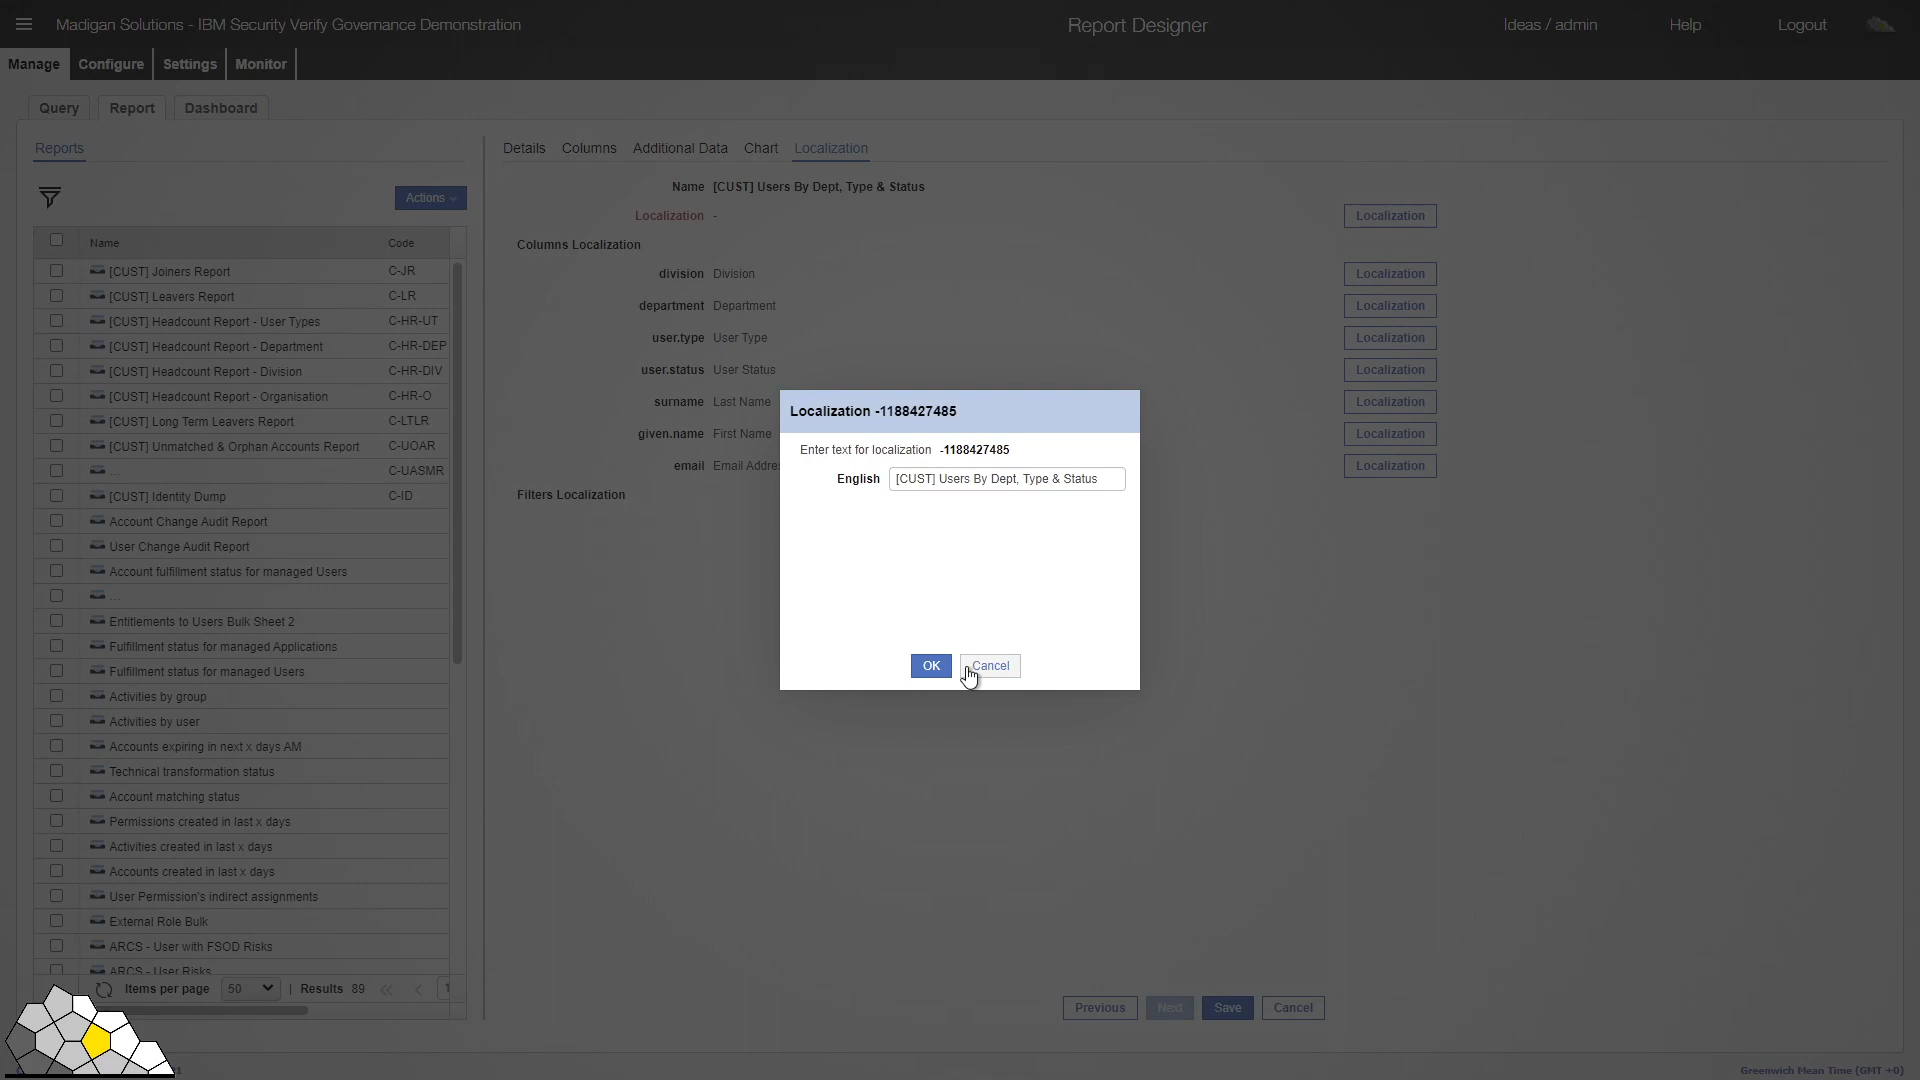 Madigan Solutions - IBM Security Verify Governance Demonstration
Report Designer
Ideas / admin
Help
Logout
Manage
Configure
Settings
Monitor
Query
Report
Dashboard
Reports
Actions
Name Code
[CUST] Joiners Report C-JR
[CUST] Leavers Report C-LR
[CUST] Headcount Report - User Types C-HR-UT
[CUST] Headcount Report - Department C-HR-DEP
[CUST] Headcount Report - Division C-HR-DIV
[CUST] Headcount Report - Organisation C-HR-O
[CUST] Long Term Leavers Report C-LTLR
[CUST] Unmatched & Orphan Accounts Report C-UOAR
... C-UASMR
[CUST] Identity Dump C-ID
Account Change Audit Report
User Change Audit Report
Account fulfillment status for managed Users
...
Entitlements to Users Bulk Sheet 2
Fulfillment status for managed Applications
Fulfillment status for managed Users
Activities by group
Activities by user
Accounts expiring in next x days AM
Technical transformation status
Account matching status
Permissions created in last x days
Activities created in last x days
Accounts created in last x days
User Permission's indirect assignments
External Role Bulk
ARCS - User with FSOD Risks
ARCS - User Risks
Items per page 50 | Results 89 « ‹ 1
Details
Columns
Additional Data
Chart
Localization
Name [CUST] Users By Dept, Type & Status
Localization - Localization
Columns Localization
division Division Localization
department Department Localization
user.type User Type Localization
user.status User Status Localization
surname Last Name Localization
given.name First Name Localization
email Email Addre Localization
Filters Localization
Localization -1188427485
Enter text for localization -1188427485
English [CUST] Users By Dept, Type & Status
OK
Cancel
Previous
Next
Save
Cancel
Greenwich Mean Time (GMT +0)